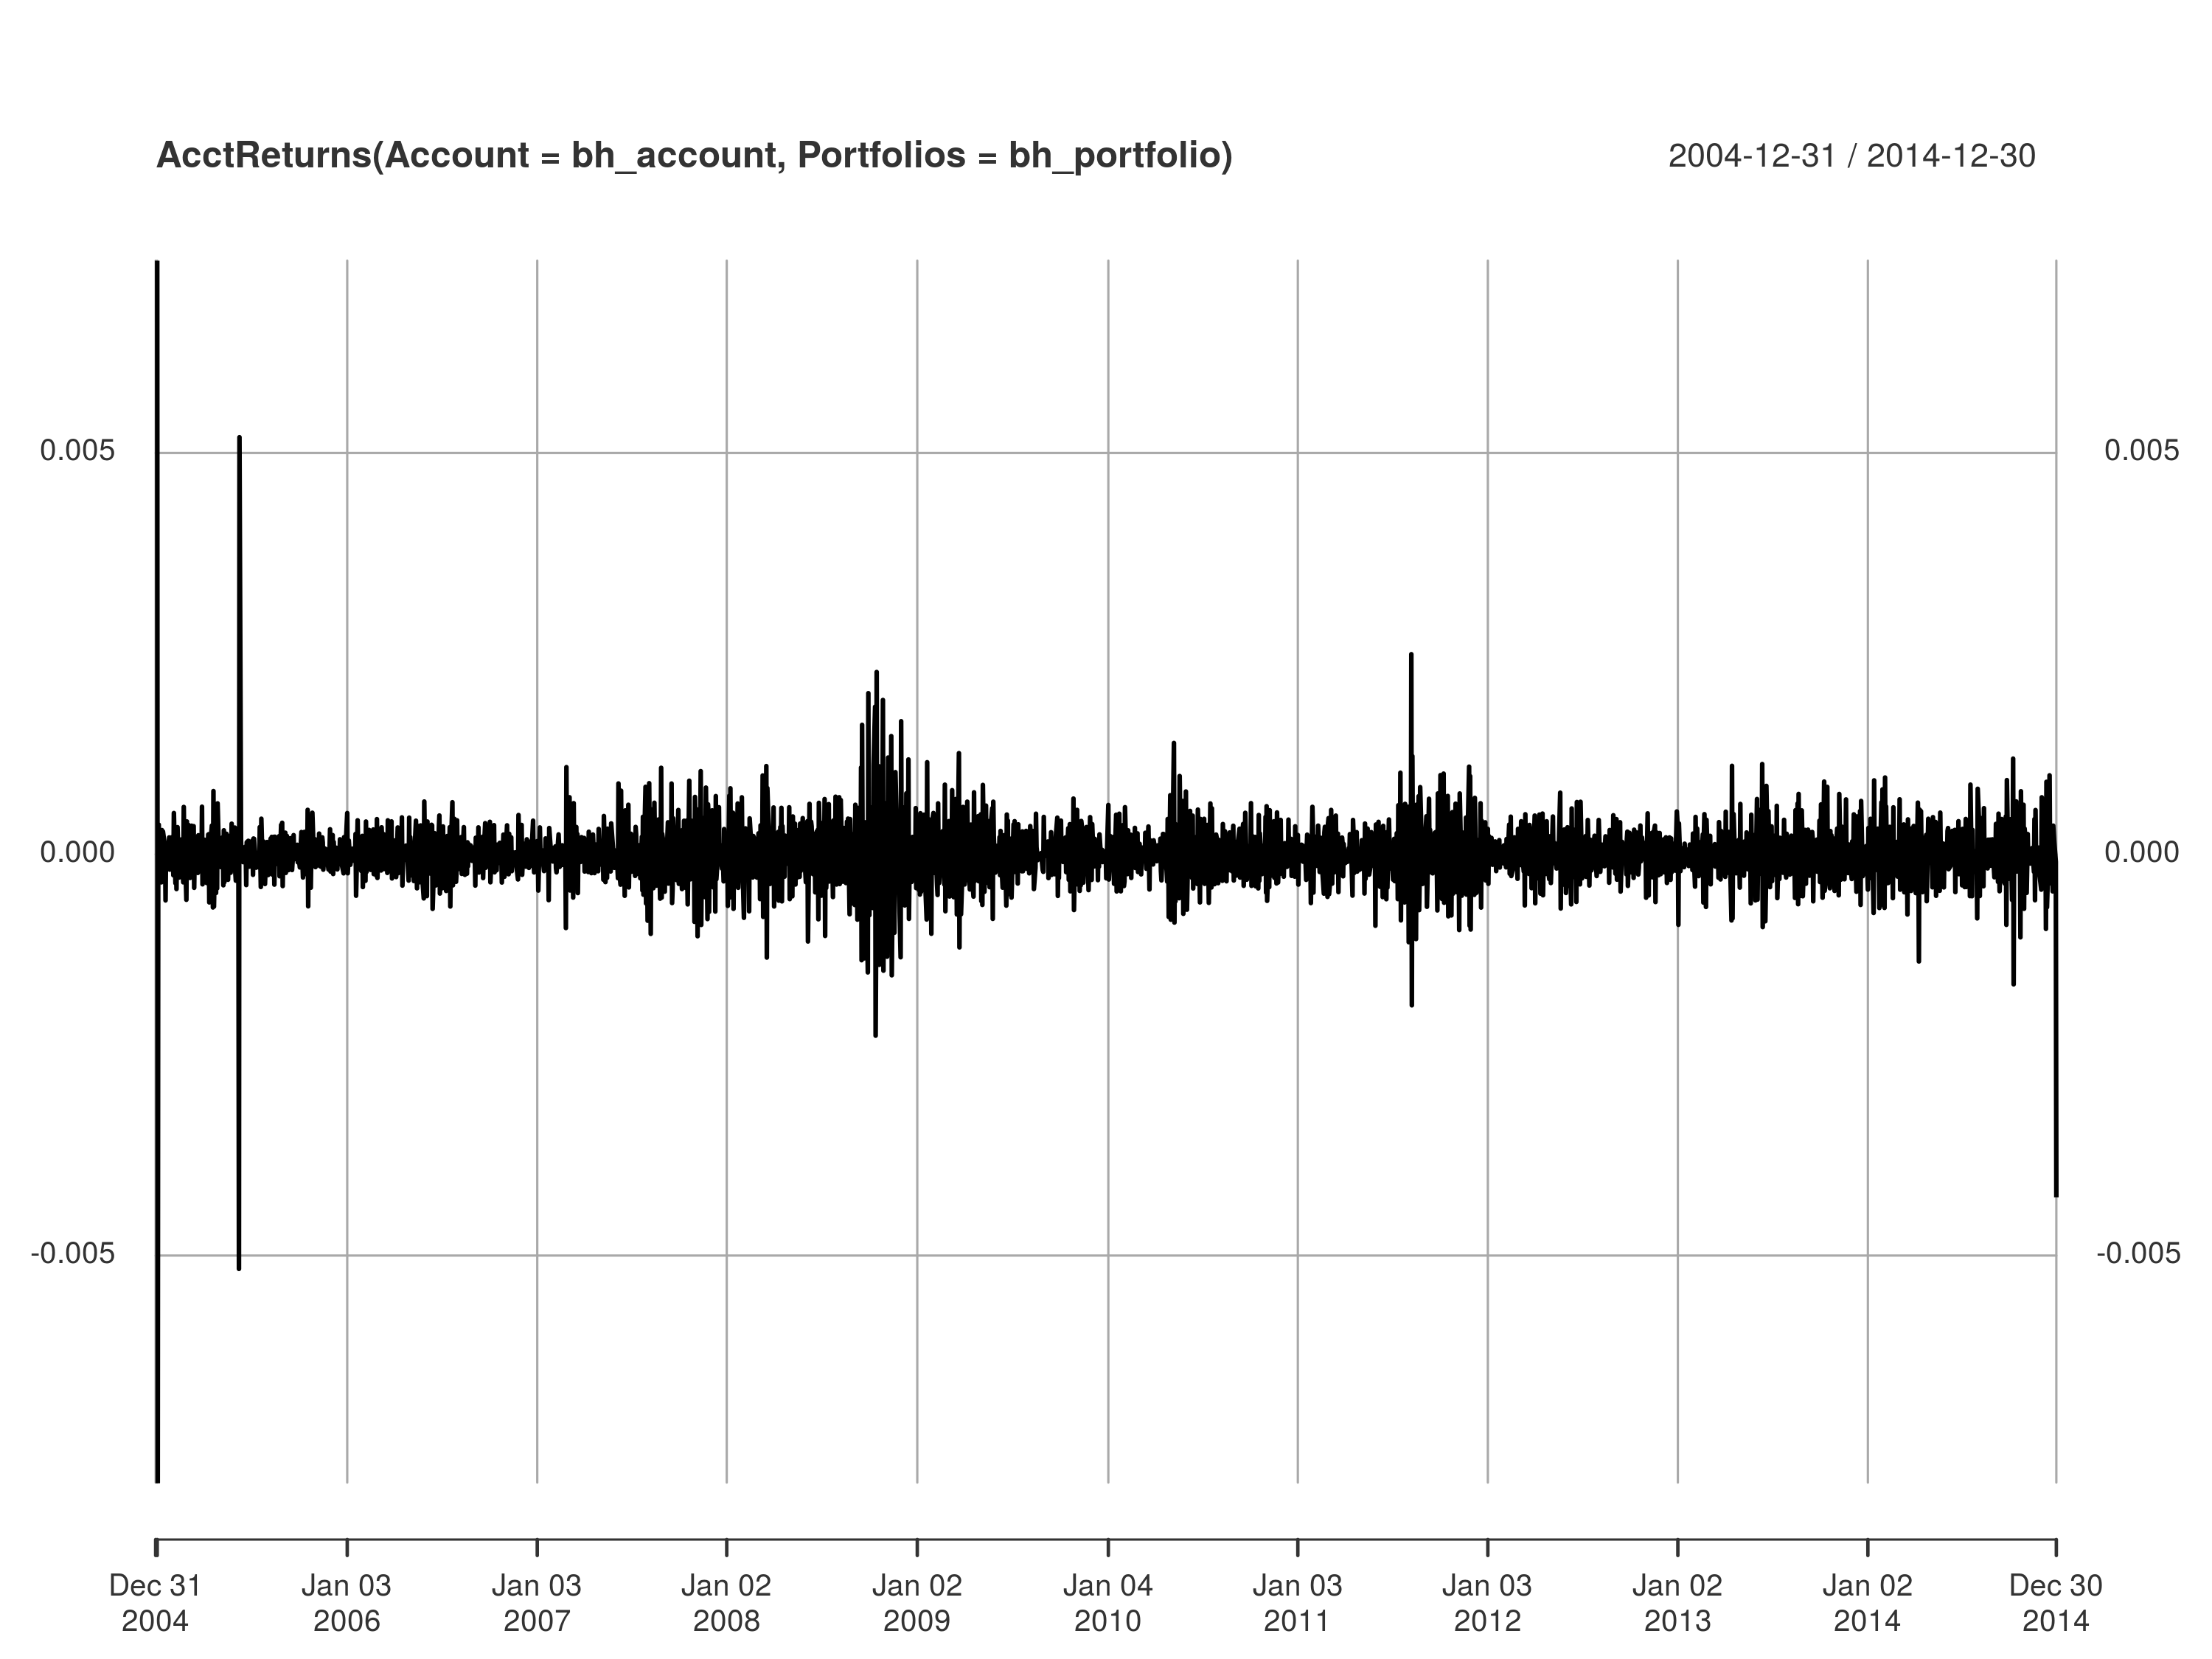 AcctReturns(Account = bh_account, Portfolios = bh_portfolio) 2004-12-31 / 2014-12-30
0.005 0.005
0.000 0.000
-0.005 -0.005
Dec 31 Jan 03 Jan 03 Jan 02 Jan 02 Jan 04 Jan 03 Jan 03 Jan 02 Jan 02 Dec 30
2004 2006 2007 2008 2009 2010 2011 2012 2013 2014 2014